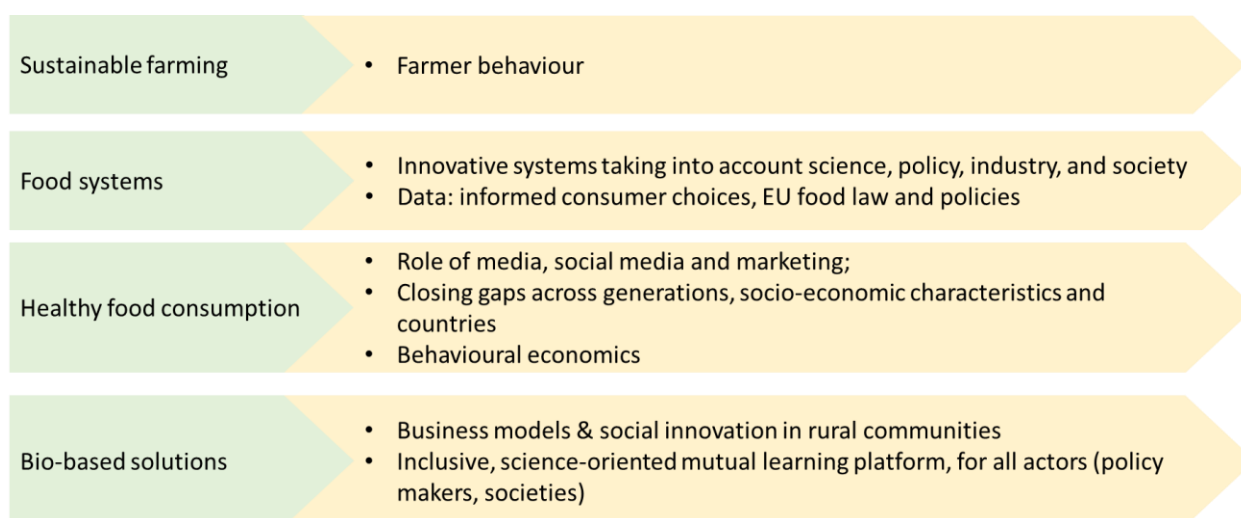 Sustainable farming
• Farmer behaviour
Food systems
• Innovative systems taking into account science, policy, industry, and society
• Data: informed consumer choices, EU food law and policies
Healthy food consumption
• Role of media, social media and marketing;
• Closing gaps across generations, socio-economic characteristics and
countries
• Behavioural economics
Bio-based solutions
• Business models & social innovation in rural communities
• Inclusive, science-oriented mutual learning platform, for all actors (policy
makers, societies)